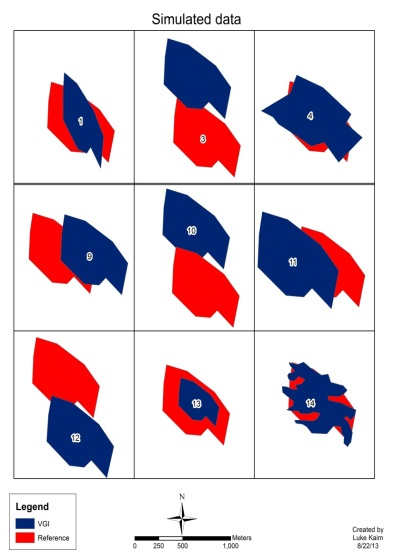 Simulated data
1
3
4
9
10
11
12
13
14
Legend
VGI
Reference
N
Meters
0 250 500 1,000
Created by
Luke Kaim
8/22/13